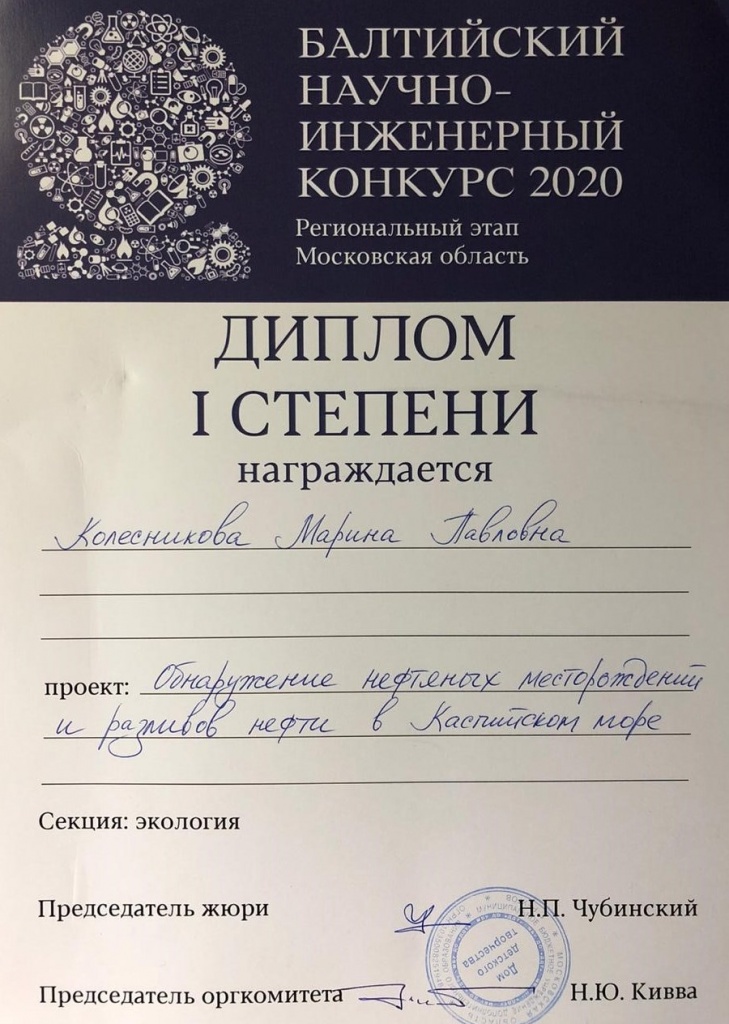 БАЛТИЙСКИЙ
НАУЧНО-
ИНЖЕНЕРНЫЙ
КОНКУРС 2020
Региональный этап
Московская область
ДИПЛОМ
I СТЕПЕНИ
награждается
Колесникова Марина Павловна
проект: Обнаружение нефтяных месторождений
и разливов нефти в Каспийском море
Секция: экология
Председатель жюри Н.П. Чубинский
Дом
детского
творчества
Председатель оргкомитета Н.Ю. Кивва